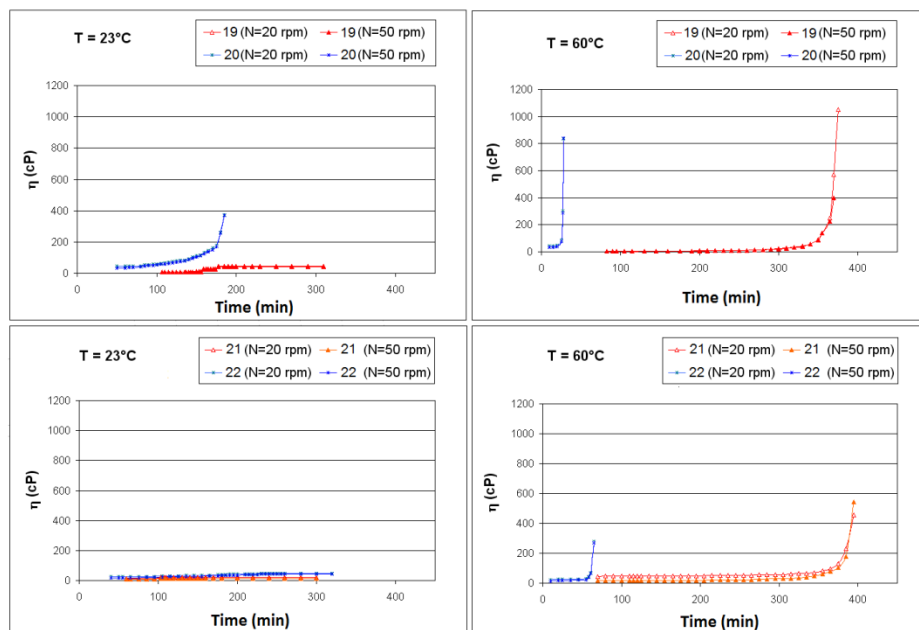 T = 23°C
19 (N=20 rpm) 19 (N=50 rpm)
20(N=20 rpm) 20(N=50 rpm)
1200
1000
800
600
400
200
0
η (cP)
100 200 300 400
Time (min)
T = 60°C
19 (N=20 rpm) 19 (N=50 rpm)
20(N=20 rpm) 20(N=50 rpm)
1200
1000
800
600
400
200
0
η (cP)
0 100 200 300 400
Time (min)
T = 23°C
21 (N=20 rpm) 21 (N=50 rpm)
22 (N=20 rpm) 22 (N=50 rpm)
1200
1000
800
600
400
200
0
η (cP)
0 100 200 300 400
Time (min)
T = 60°C
21 (N=20 rpm) 21 (N=50 rpm)
22 (N=20 rpm) 22 (N=50 rpm)
1200
1000
800
600
400
200
0
η (cP)
0 100 200 300 400
Time (min)